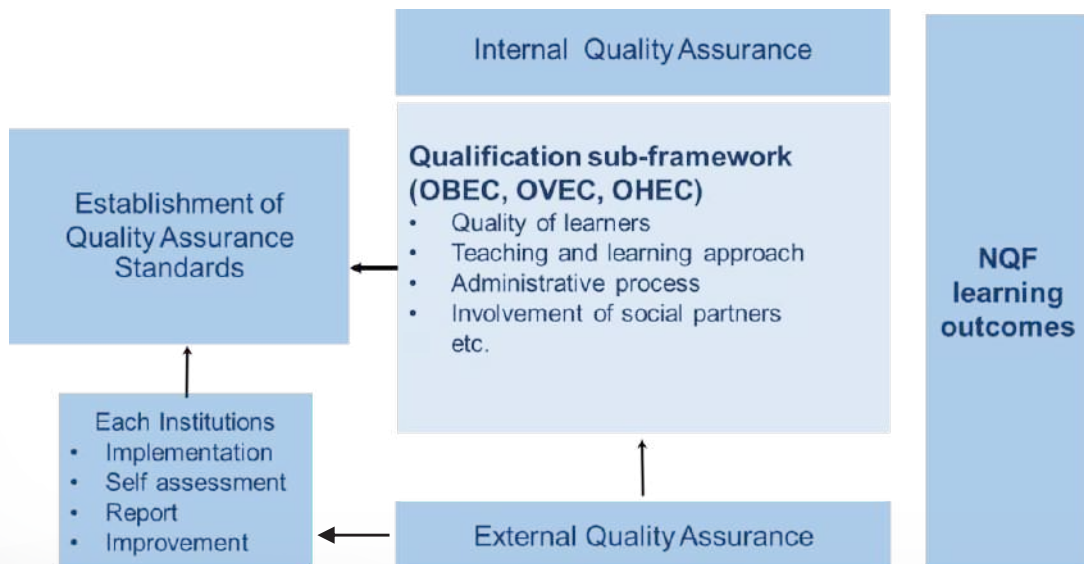 Internal Quality Assurance
Qualification sub-framework
(OBEC, OVEC, OHEC)
• Quality of learners
• Teaching and learning approach
• Administrative process
• Involvement of social partners
etc.
Establishment of
Quality Assurance
Standards
NQF
learning
outcomes
Each Institutions
• Implementation
• Self assessment
• Report
• Improvement
External Quality Assurance